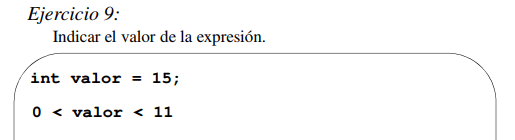 Ejercicio 9:
Indicar el valor de la expresión.
int valor = 15;
0 < valor < 11